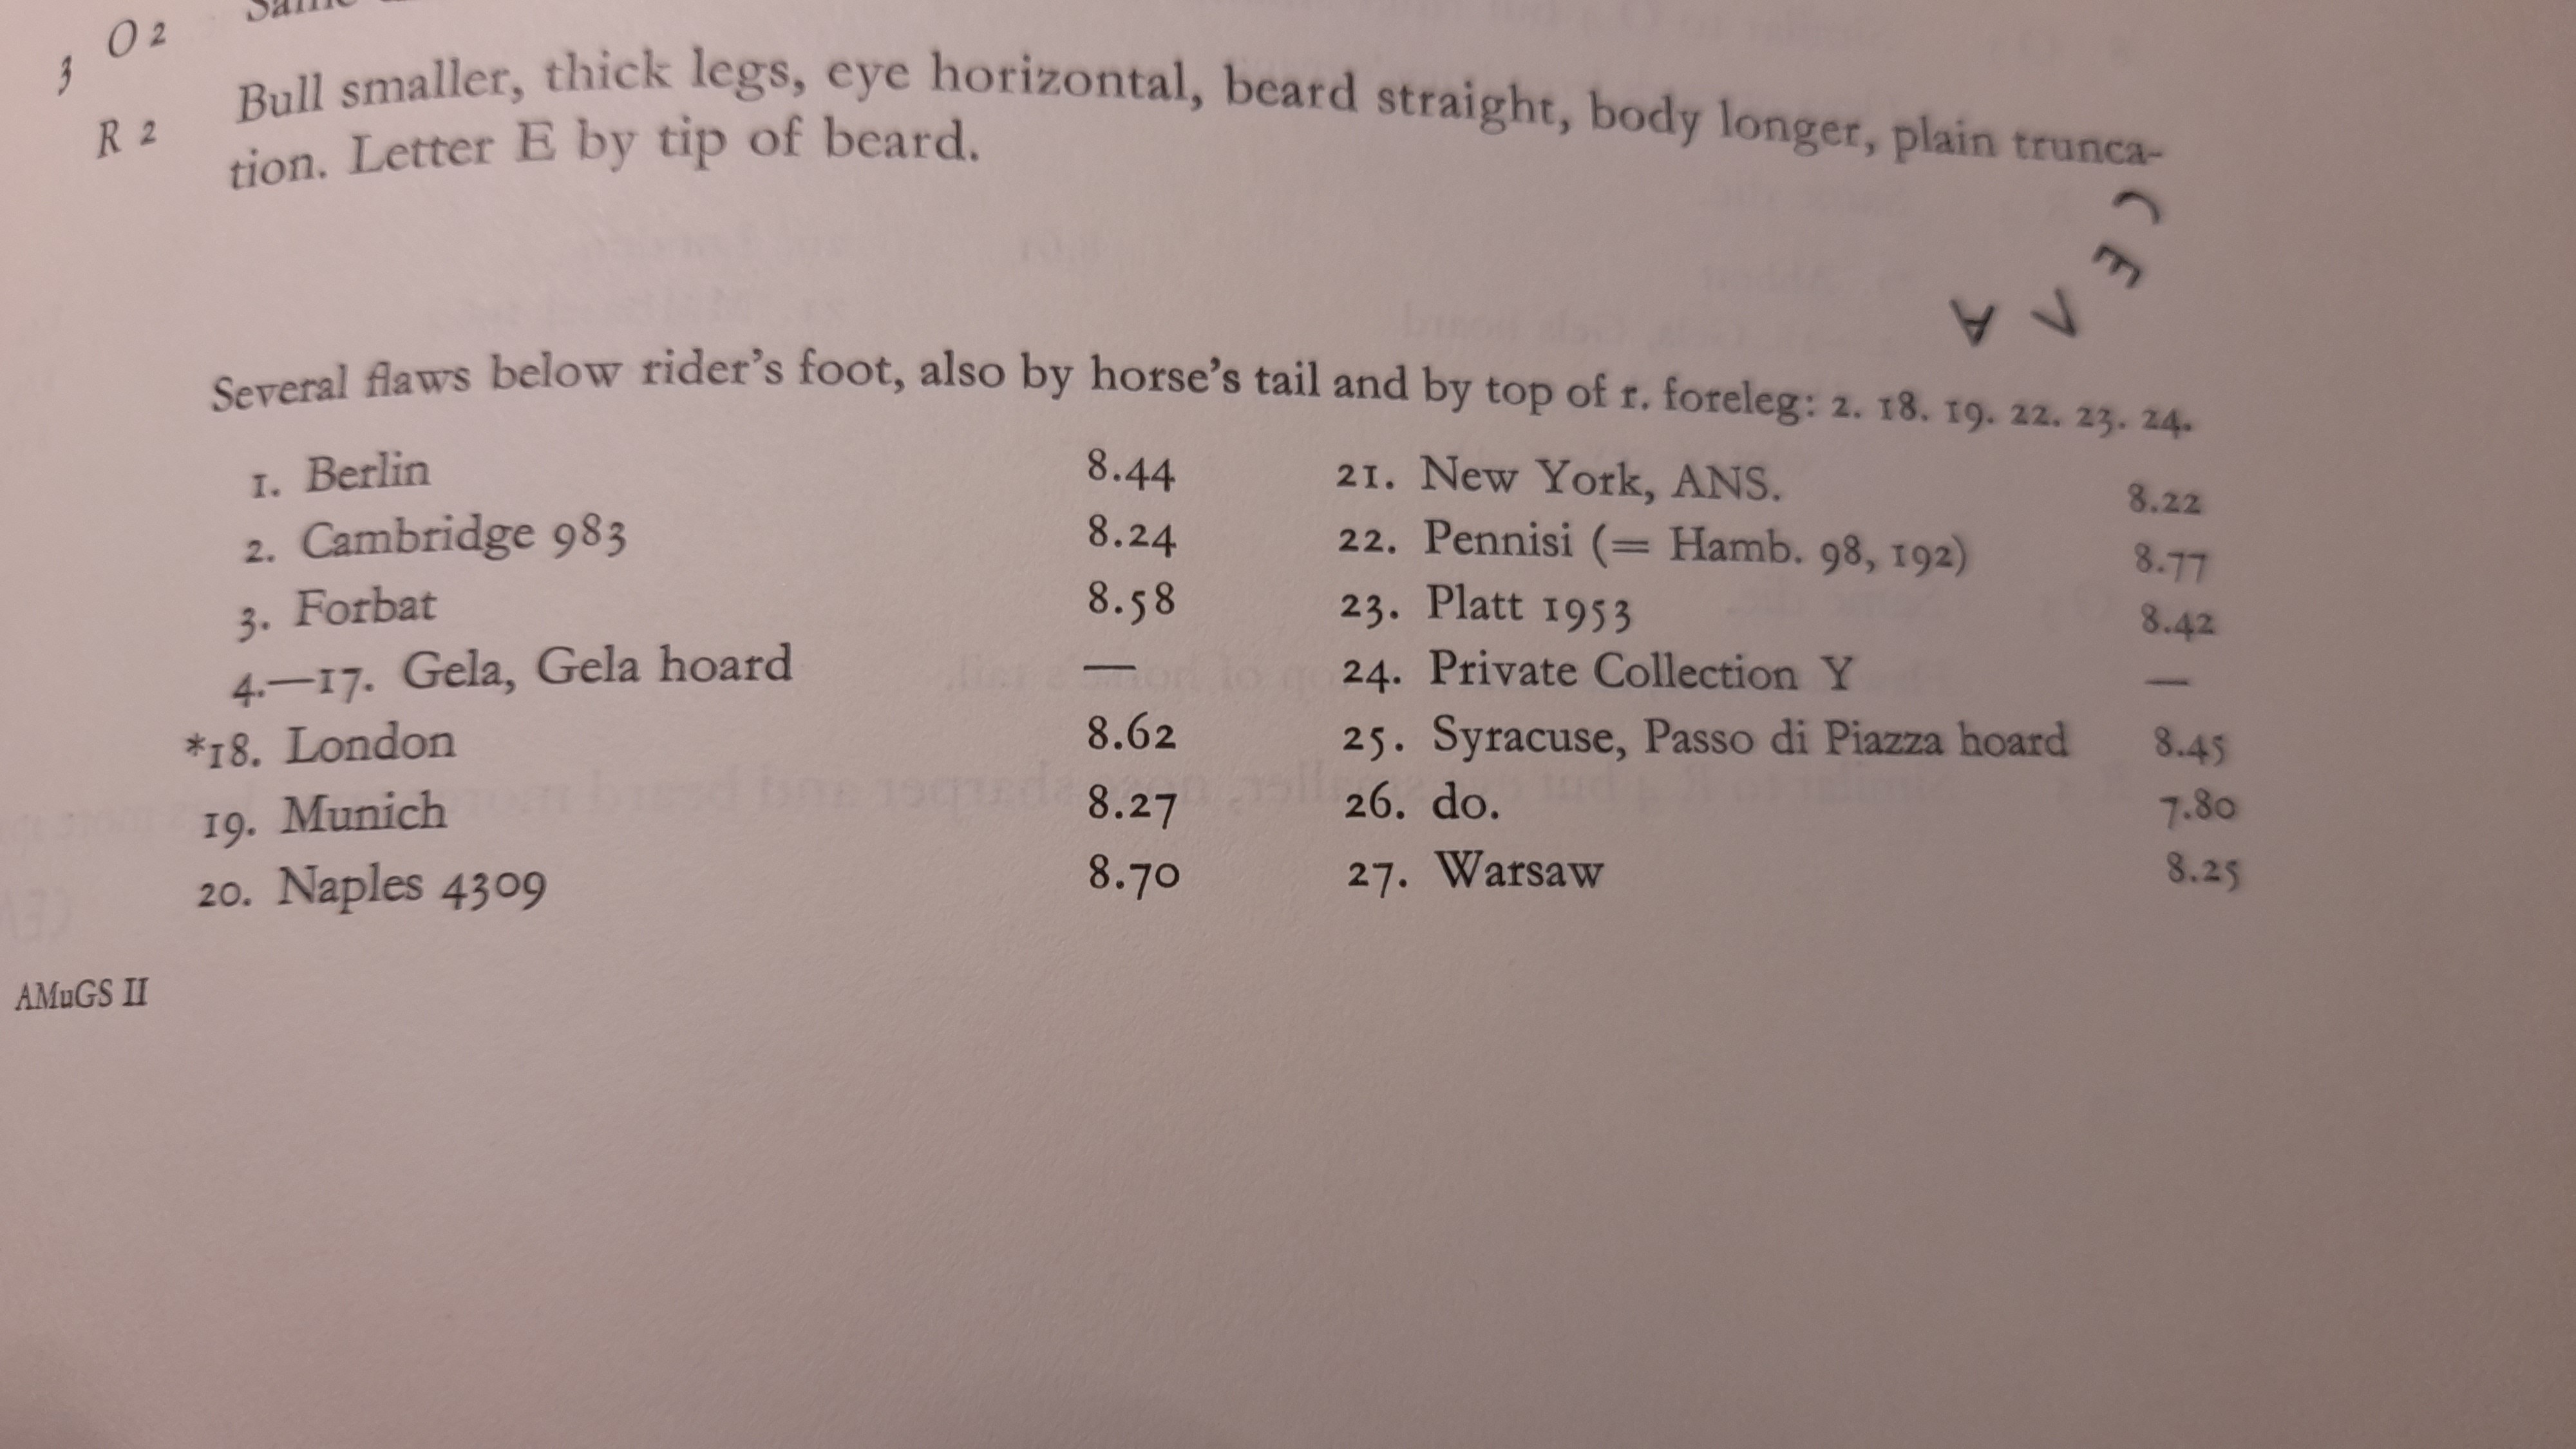 3 O 2
R 2 Bull smaller, thick legs, eye horizontal, beard straight, body longer, plain trunca-
tion. Letter E by tip of beard.
Several flaws below rider's foot, also by horse's tail and by top of r. foreleg: 2. 18. 19. 22. 23. 24.
1. Berlin 8.44
2. Cambridge 983 8.24
3. Forbat 8.58
4.—17. Gela, Gela hoard —
*18. London 8.62
19. Munich 8.27
20. Naples 4309 8.70
21. New York, ANS. 8.22
22. Pennisi (= Hamb. 98, 192) 8.77
23. Platt 1953 8.42
24. Private Collection Y —
25. Syracuse, Passo di Piazza hoard 8.45
26. do. 7.80
27. Warsaw 8.25
AMuGS II